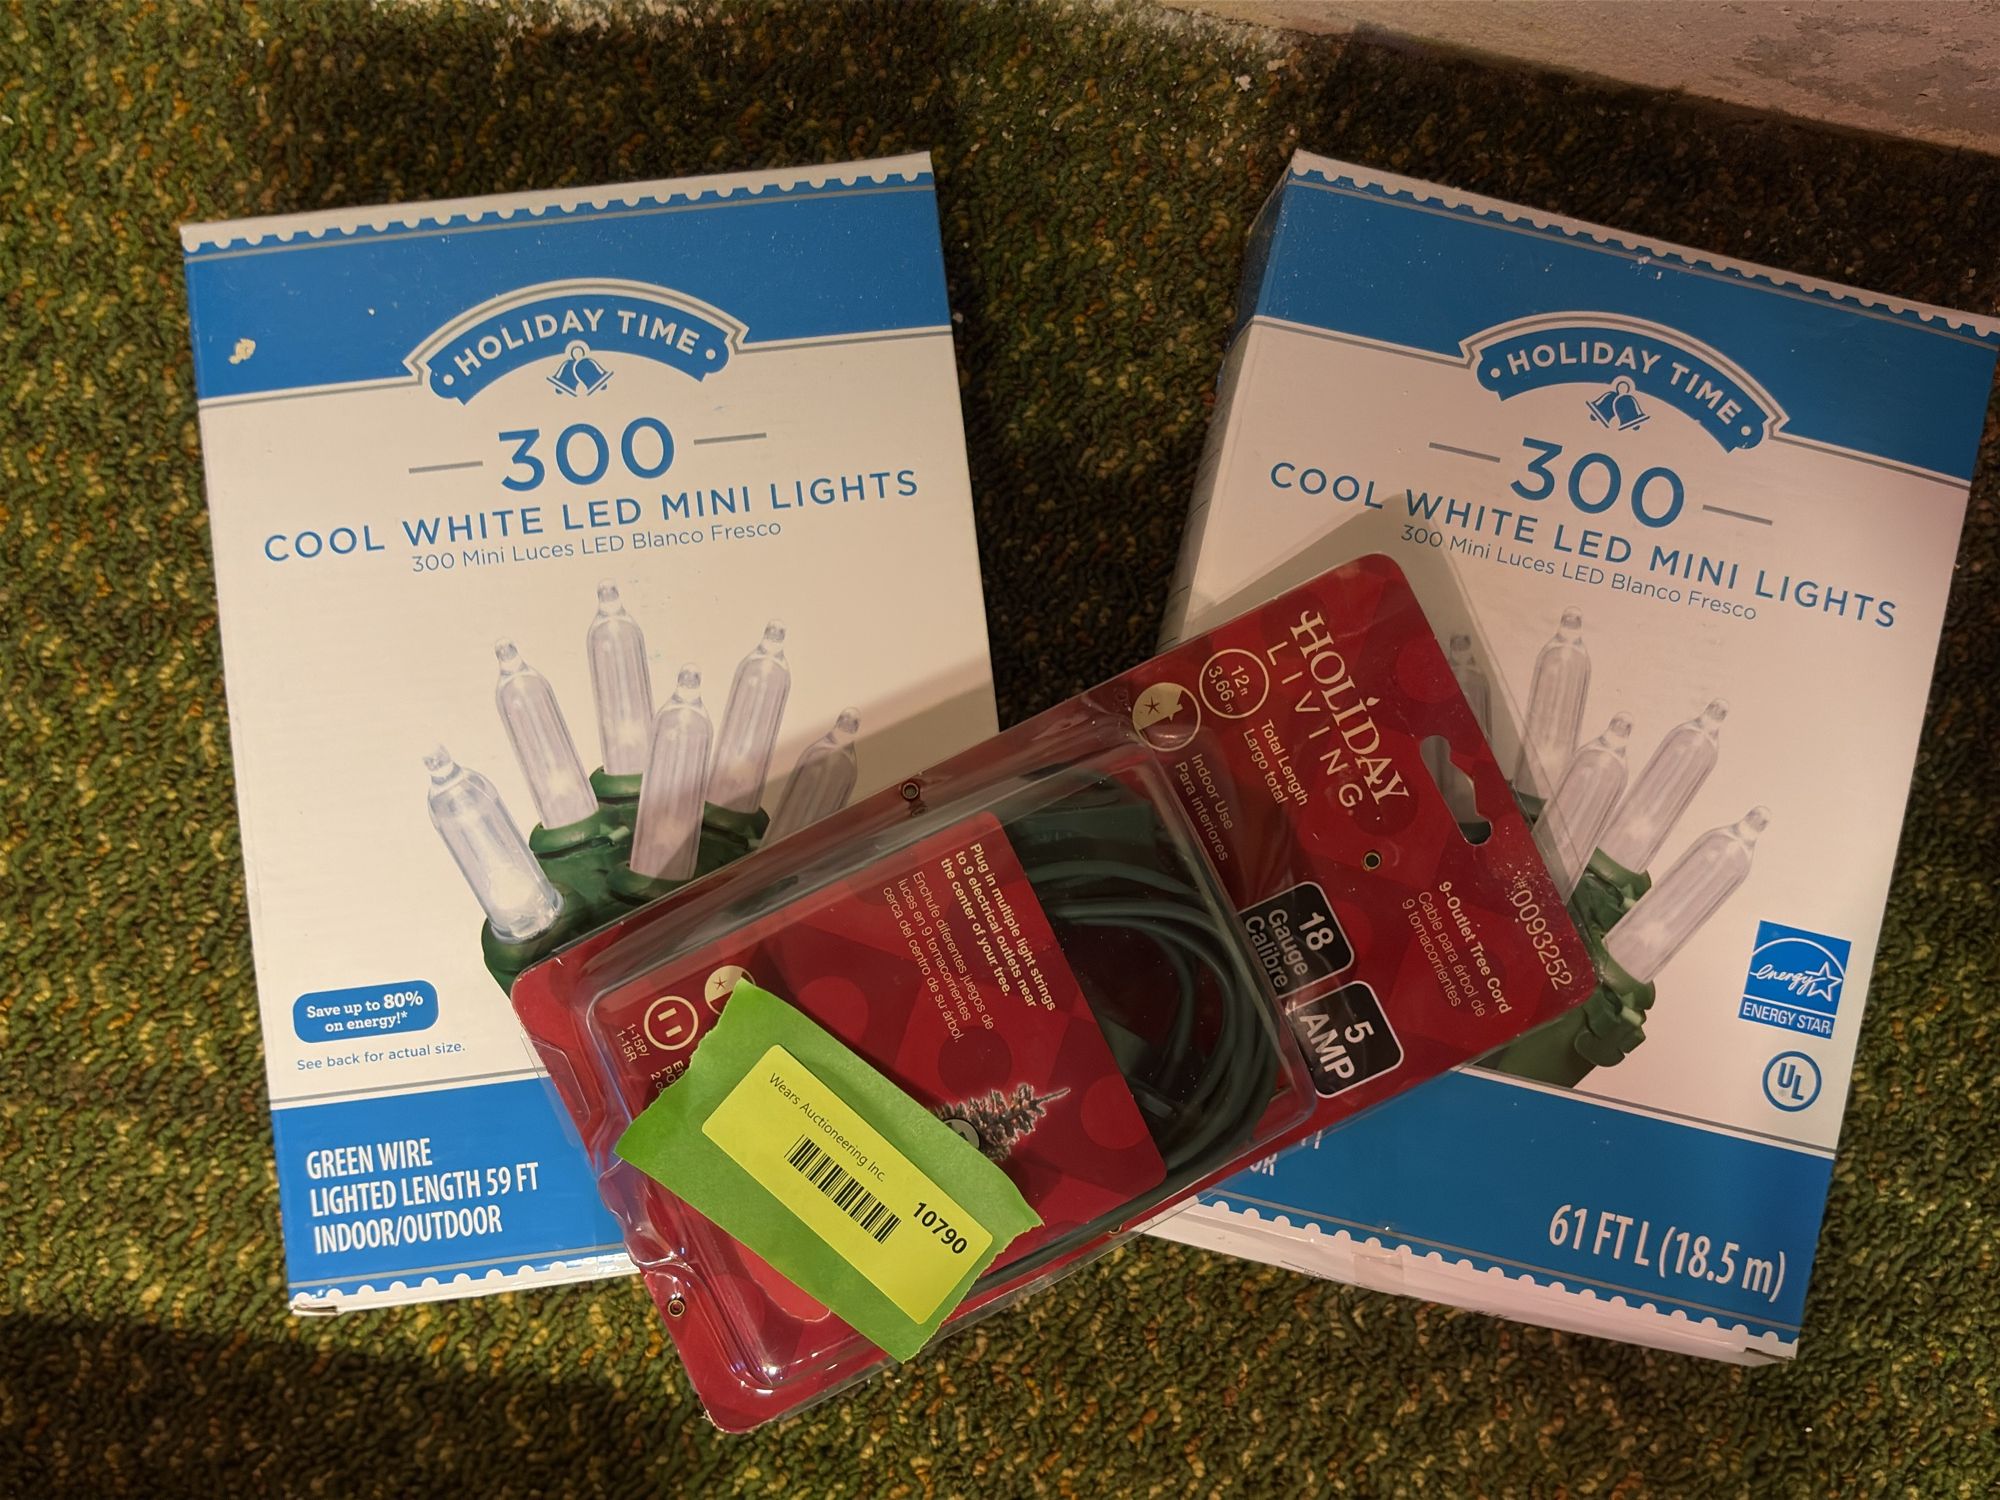 HOLIDAY TIME
300
COOL WHITE LED MINI LIGHTS
300 Mini Luces LED Blanco Fresco
Save up to 80%
on energy!*
See back for actual size.
GREEN WIRE
LIGHTED LENGTH 59 FT
INDOOR/OUTDOOR
HOLIDAY TIME
300
COOL WHITE LED MINI LIGHTS
300 Mini Luces LED Blanco Fresco
energy
ENERGY STAR
UL
61 FT L (18.5 m)
HOLIDAY
LIVING
12 ft
3,66 m
Total Length
Largo total
Indoor Use
Para interiores
#0093252
9-Outlet Tree Cord
Cable para árbol de
9 tomacorrientes
18
Gauge
Calibre
5
AMP
Plug in multiple light strings
to 9 electrical outlets near
the center of your tree.
Enchufe diferentes juegos de
luces en 9 tomacorrientes
cerca del centro de su árbol.
1-15P/
1-15R
Wears Auctioneering Inc.
10790